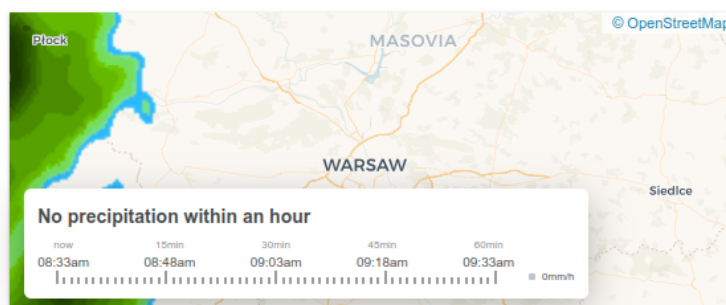 © OpenStreetMap
Płock
MASOVIA
WARSAW
Siedlce
No precipitation within an hour
now 15min 30min 45min 60min
08:33am 08:48am 09:03am 09:18am 09:33am
0mm/h